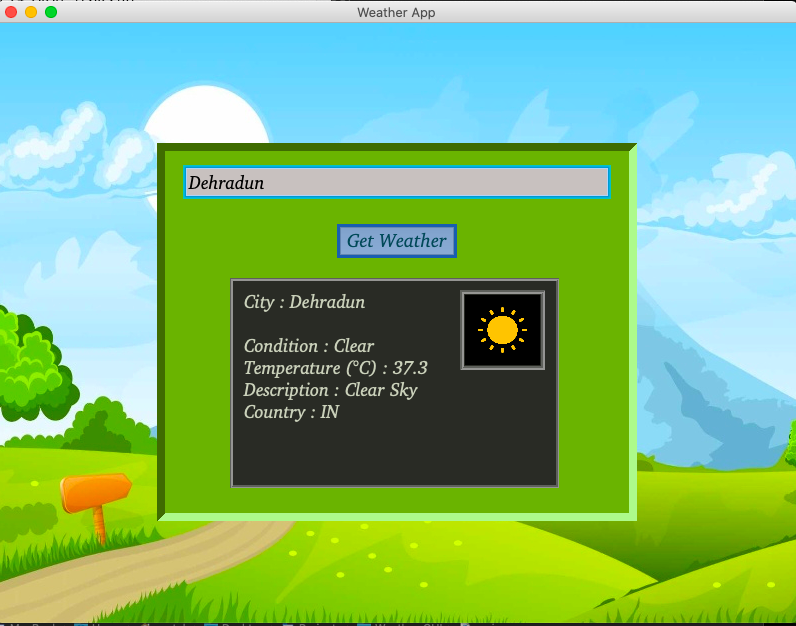 Weather App
Dehradun
Get Weather
City : Dehradun
Condition : Clear
Temperature (°C) : 37.3
Description : Clear Sky
Country : IN